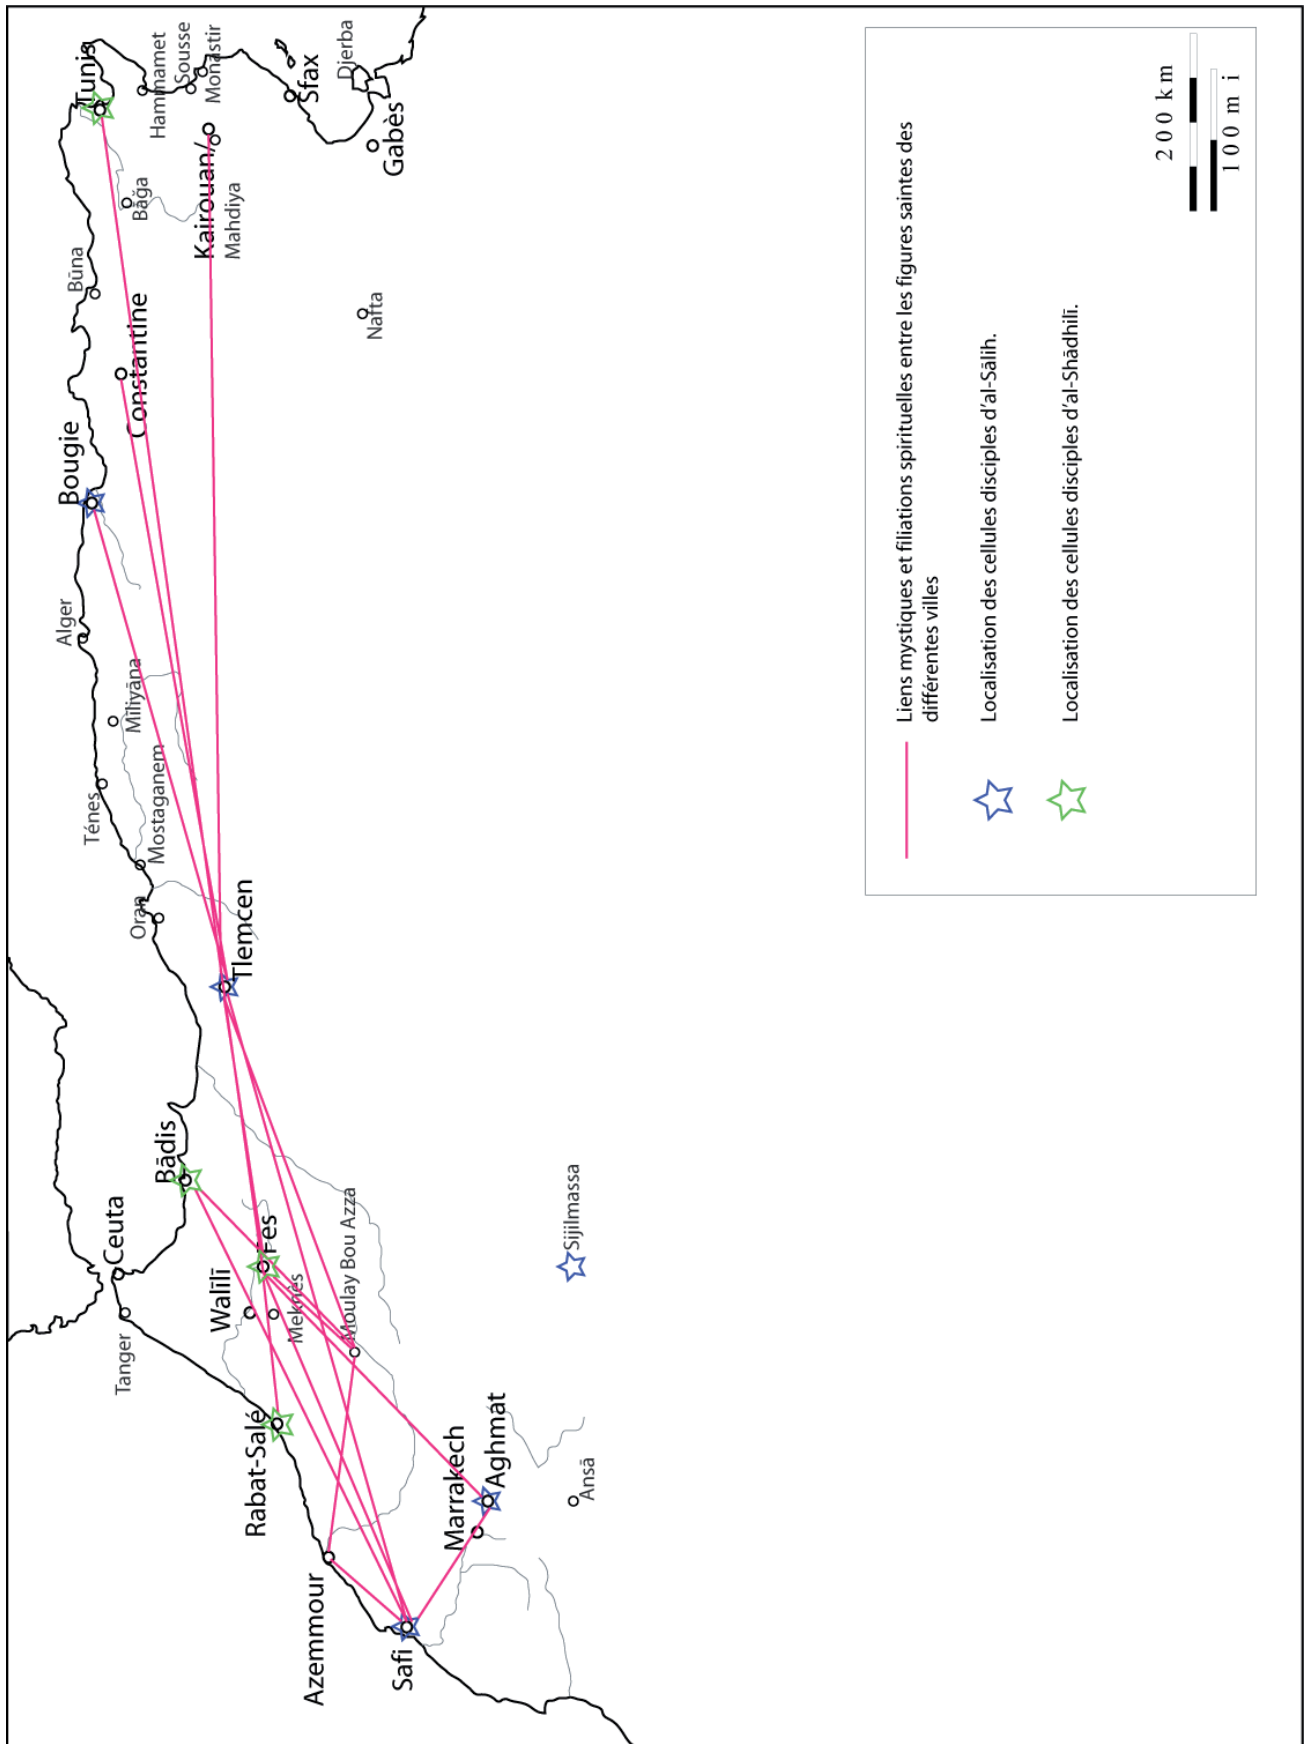 Tanger
Ceuta
Bādis
Walīlī
Fès
Meknès
Moulay Bou Azza
Rabat-Salé
Azemmour
Safi
Marrakech
Aghmāt
Ansā
Sijilmassa
Tlemcen
Oran
Mostaganem
Ténes
Mīliyāna
Alger
Bougie
Constantine
Būna
Bāğa
Tunis
Hammamet
Sousse
Monastir
Kairouan/
Mahdiya
Sfax
Djerba
Gabès
Nafta
Liens mystiques et filiations spirituelles entre les figures saintes des
différentes villes
Localisation des cellules disciples d'al-Sālih.
Localisation des cellules disciples d'al-Shādhilī.
200 km
100 mi